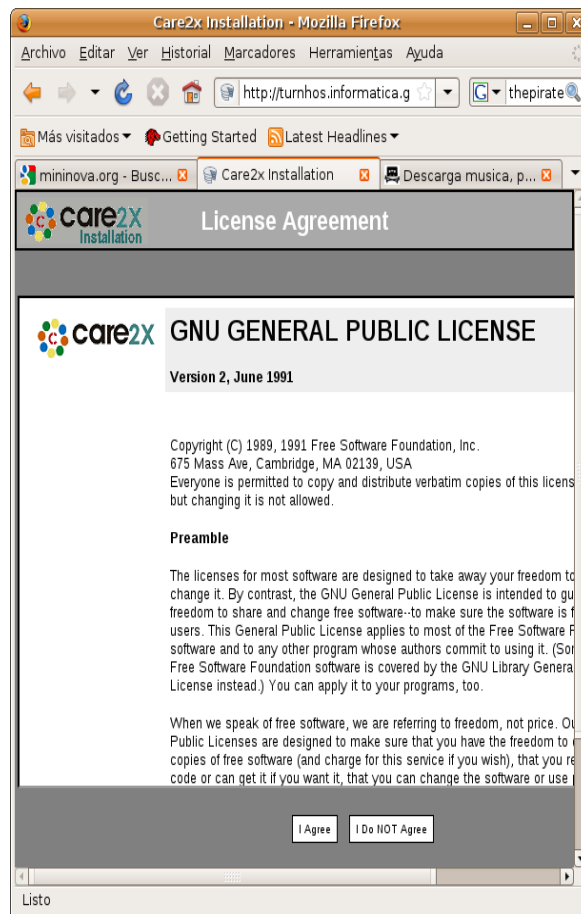 Care2x Installation - Mozilla Firefox
Archivo Editar Ver Historial Marcadores Herramientas Ayuda
http://turnhos.informatica.g
G
thepirate
Más visitados Getting Started Latest Headlines
mininova.org - Busc... Care2x Installation Descarga musica, p...
care2x
Installation
License Agreement
care2x
GNU GENERAL PUBLIC LICENSE
Version 2, June 1991
Copyright (C) 1989, 1991 Free Software Foundation, Inc.
675 Mass Ave, Cambridge, MA 02139, USA
Everyone is permitted to copy and distribute verbatim copies of this licens
but changing it is not allowed.
Preamble
The licenses for most software are designed to take away your freedom to
change it. By contrast, the GNU General Public License is intended to gu
freedom to share and change free software--to make sure the software is f
users. This General Public License applies to most of the Free Software F
software and to any other program whose authors commit to using it. (Som
Free Software Foundation software is covered by the GNU Library Genera
License instead.) You can apply it to your programs, too.
When we speak of free software, we are referring to freedom, not price. Ou
Public Licenses are designed to make sure that you have the freedom to
copies of free software (and charge for this service if you wish), that you re
code or can get it if you want it, that you can change the software or use
I Agree I Do NOT Agree
Listo